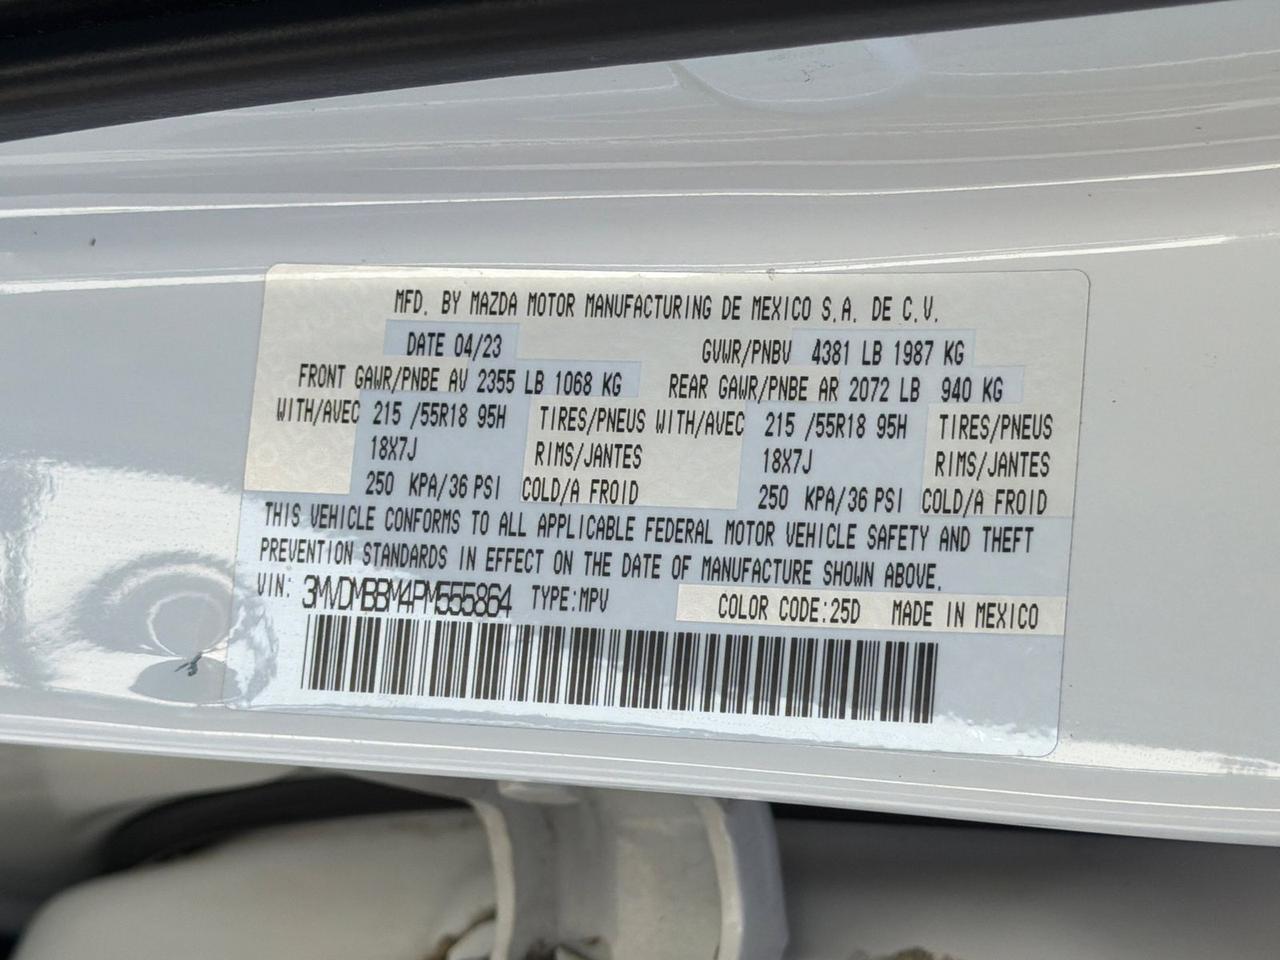 MFD. BY MAZDA MOTOR MANUFACTURING DE MEXICO S.A. DE C.V.
DATE 04/23 GVWR/PNBV 4381 LB 1987 KG
FRONT GAWR/PNBE AV 2355 LB 1068 KG REAR GAWR/PNBE AR 2072 LB 940 KG
WITH/AVEC 215 /55R18 95H TIRES/PNEUS WITH/AVEC 215 /55R18 95H TIRES/PNEUS
18X7J RIMS/JANTES 18X7J RIMS/JANTES
250 KPA/36 PSI COLD/A FROID 250 KPA/36 PSI COLD/A FROID
THIS VEHICLE CONFORMS TO ALL APPLICABLE FEDERAL MOTOR VEHICLE SAFETY AND THEFT
PREVENTION STANDARDS IN EFFECT ON THE DATE OF MANUFACTURE SHOWN ABOVE.
VIN: 3MVDMBBM4PM555864 TYPE:MPV COLOR CODE:25D MADE IN MEXICO